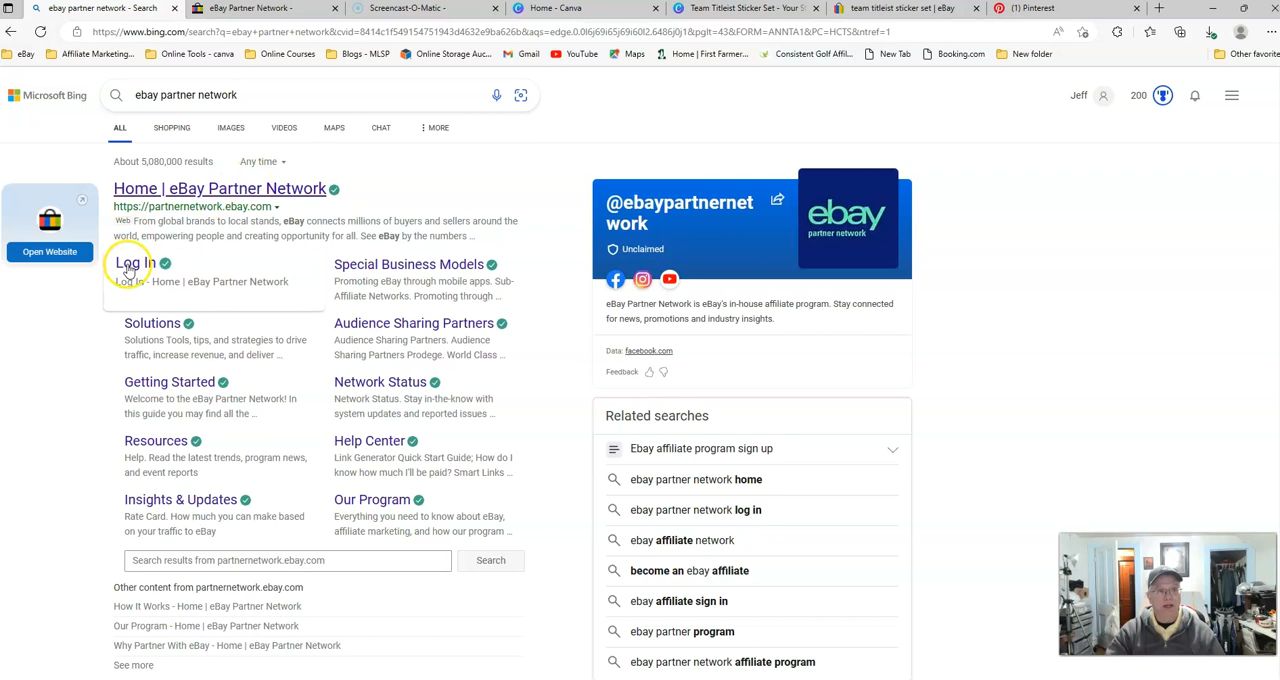 ebay partner network - Search
eBay Partner Network -
Screencast-O-Matic -
Home - Canva
Team Titleist Sticker Set - Your S
team titleist sticker set | eBay
(1) Pinterest
https://www.bing.com/search?q=ebay+partner+network&cvid=8414c1f549154751943d4632e9ba626b&aqs=edge.0.0l6j69i65j69i60l2.6486j0j1&pglt=43&FORM=ANNTA1&PC=HCTS&ntref=1
eBay
Affiliate Marketing...
Online Tools - canva
Online Courses
Blogs - MLSP
Online Storage Auc...
Gmail
YouTube
Maps
Home | First Farmer...
Consistent Golf Affil...
New Tab
Booking.com
New folder
Other favorite
Microsoft Bing
ebay partner network
Jeff
200
ALL
SHOPPING
IMAGES
VIDEOS
MAPS
CHAT
MORE
About 5,080,000 results
Any time
Home | eBay Partner Network
https://partnernetwork.ebay.com
Web From global brands to local stands, eBay connects millions of buyers and sellers around the
world, empowering people and creating opportunity for all. See eBay by the numbers ...
Open Website
Log In
Log In - Home | eBay Partner Network
Special Business Models
Promoting eBay through mobile apps. Sub-
Affiliate Networks. Promoting through ...
Solutions
Solutions Tools, tips, and strategies to drive
traffic, increase revenue, and deliver ...
Audience Sharing Partners
Audience Sharing Partners. Audience
Sharing Partners Prodege. World Class ...
Getting Started
Welcome to the eBay Partner Network! In
this guide you may find all the ...
Network Status
Network Status. Stay in-the-know with
system updates and reported issues ...
Resources
Help. Read the latest trends, program news,
and event reports
Help Center
Link Generator Quick Start Guide; How do I
know how much I'll be paid? Smart Links ...
Insights & Updates
Rate Card. How much you can make based
on your traffic to eBay
Our Program
Everything you need to know about eBay,
affiliate marketing, and how our program ...
Search results from partnernetwork.ebay.com
Search
Other content from partnernetwork.ebay.com
How It Works - Home | eBay Partner Network
Our Program - Home | eBay Partner Network
Why Partner With eBay - Home | eBay Partner Network
See more
@ebaypartnernet
work
Unclaimed
ebay
partner network
eBay Partner Network is eBay's in-house affiliate program. Stay connected
for news, promotions and industry insights.
Data: facebook.com
Feedback
Related searches
Ebay affiliate program sign up
ebay partner network home
ebay partner network log in
ebay affiliate network
become an ebay affiliate
ebay affiliate sign in
ebay partner program
ebay partner network affiliate program